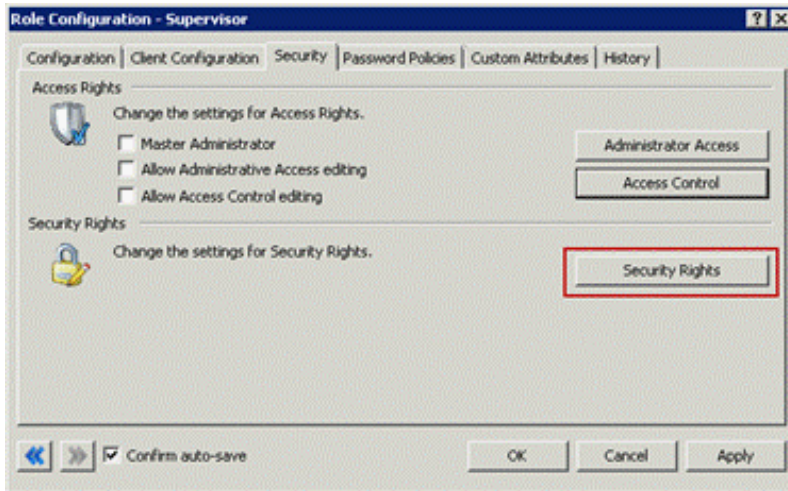 Role Configuration - Supervisor
Configuration Client Configuration Security Password Policies Custom Attributes History
Access Rights
Change the settings for Access Rights.
Master Administrator
Administrator Access
Allow Administrative Access editing
Access Control
Allow Access Control editing
Security Rights
Change the settings for Security Rights.
Security Rights
Confirm auto-save OK Cancel Apply